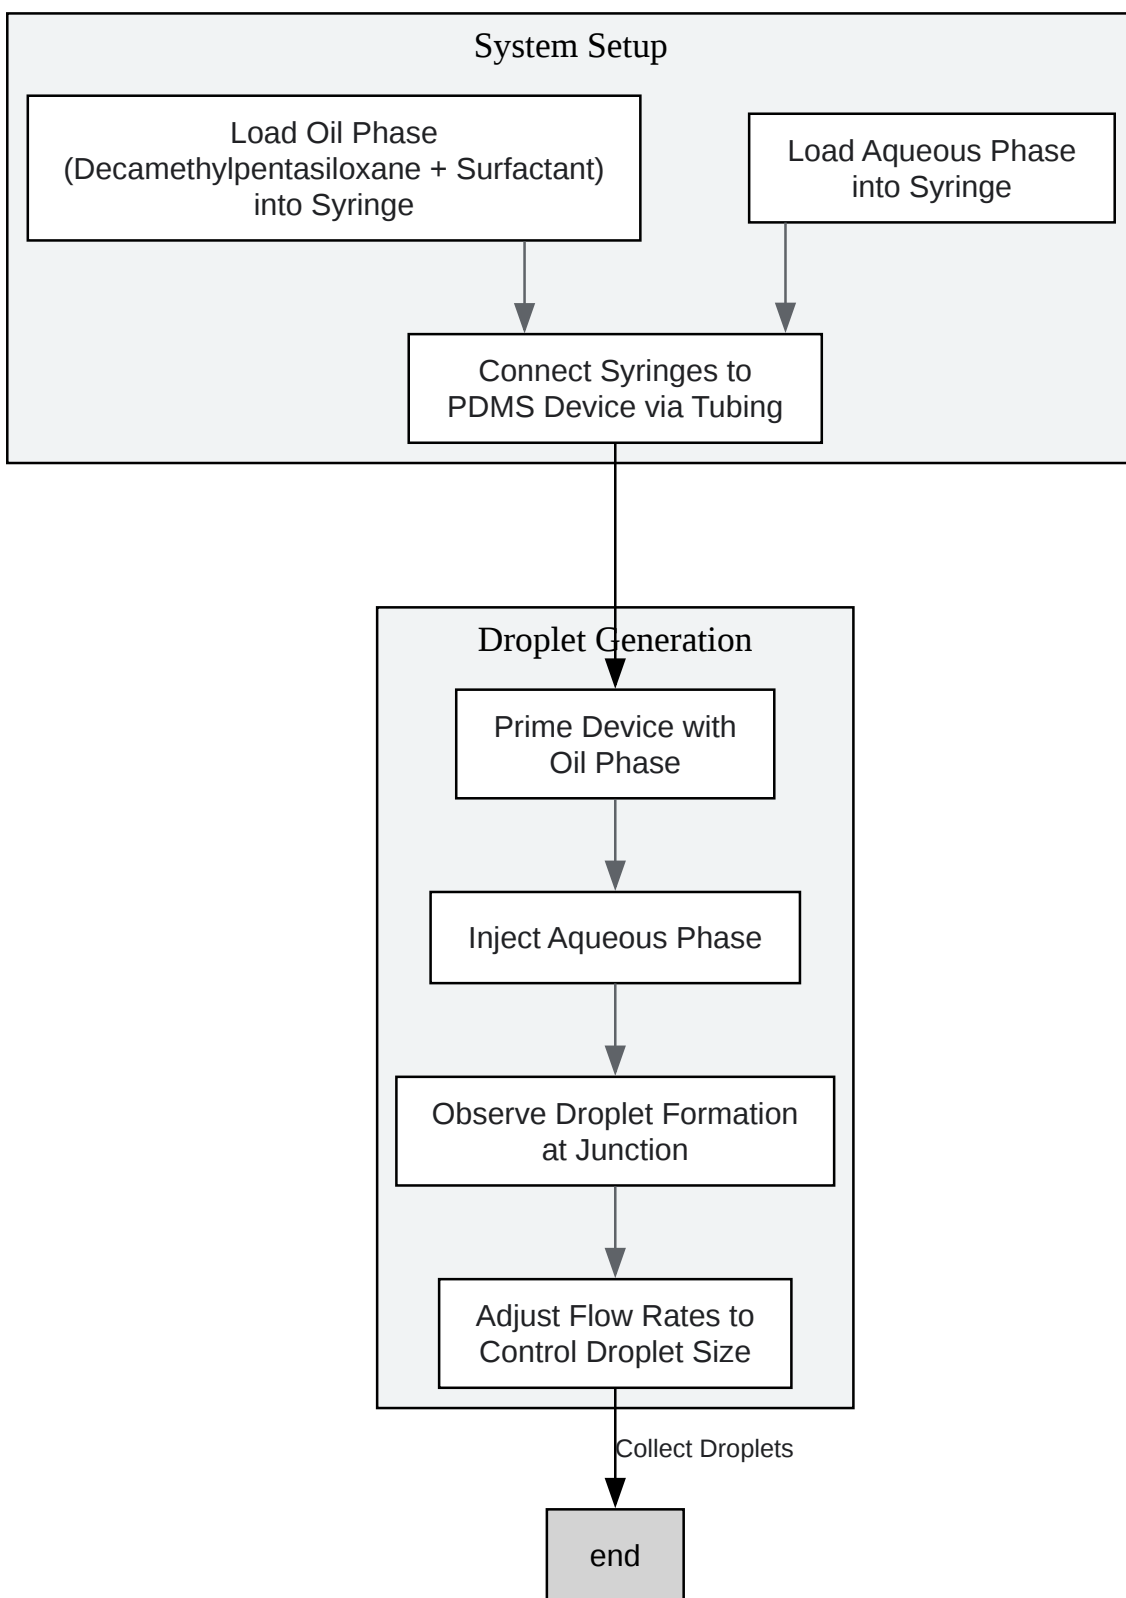 System Setup
Load Oil Phase
(Decamethylpentasiloxane + Surfactant)
into Syringe
Load Aqueous Phase
into Syringe
Connect Syringes to
PDMS Device via Tubing
Droplet Generation
Prime Device with
Oil Phase
Inject Aqueous Phase
Observe Droplet Formation
at Junction
Adjust Flow Rates to
Control Droplet Size
Collect Droplets
end